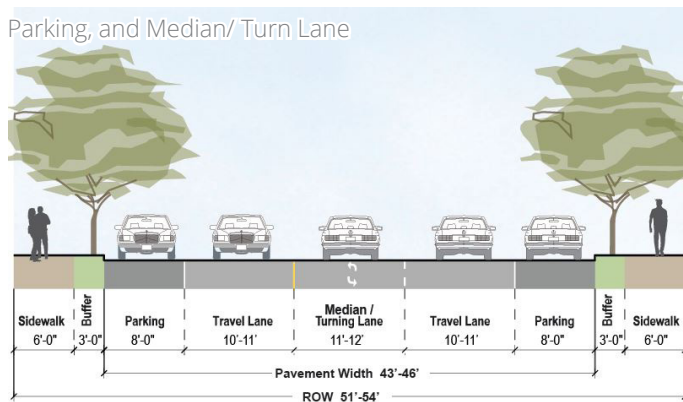 Parking, and Median/ Turn Lane
Sidewalk
6'-0"
Buffer
3'-0"
Parking
8'-0"
Travel Lane
10'-11'
Median /
Turning Lane
11'-12'
Travel Lane
10'-11'
Parking
8'-0"
Buffer
3'-0"
Sidewalk
6'-0"
Pavement Width 43'-46'
ROW 51'-54'